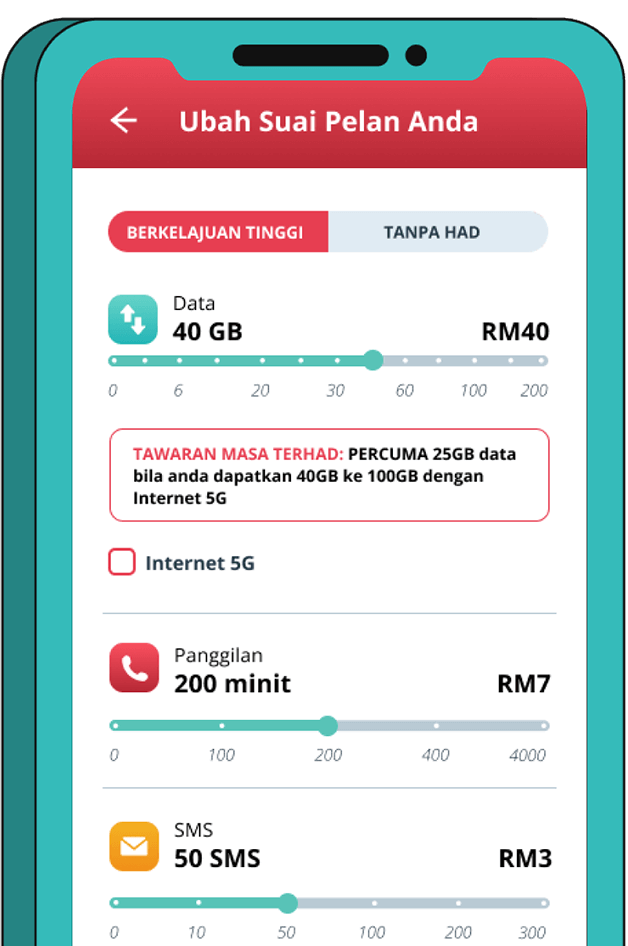 Ubah Suai Pelan Anda
BERKELAJUAN TINGGI TANPA HAD
Data
40 GB RM40
0 6 20 30 60 100 200
TAWARAN MASA TERHAD: PERCUMA 25GB data
bila anda dapatkan 40GB ke 100GB dengan
Internet 5G
Internet 5G
Panggilan
200 minit RM7
0 100 200 400 4000
SMS
50 SMS RM3
0 10 50 100 200 300